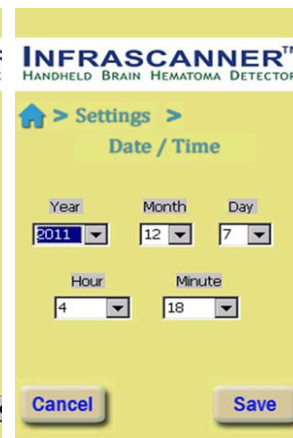 INFRASCANNER™
HANDHELD BRAIN HEMATOMA DETECTOR
> Settings >
Date / Time
Year Month Day
2011 12 7
Hour Minute
4 18
Cancel Save